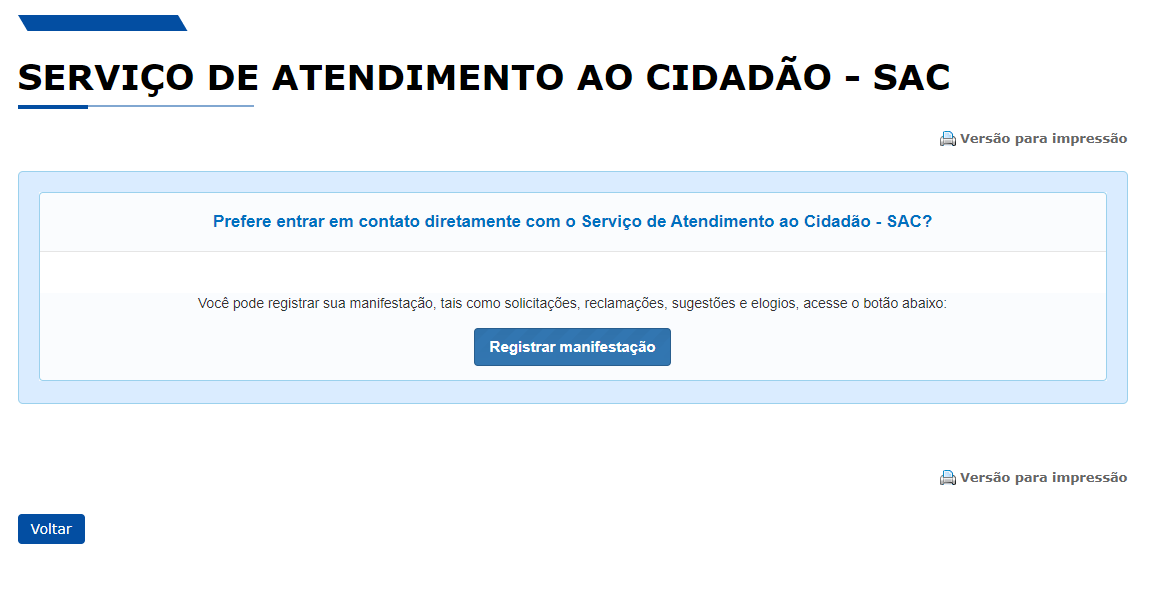 SERVIÇO DE ATENDIMENTO AO CIDADÃO - SAC
Versão para impressão
Prefere entrar em contato diretamente com o Serviço de Atendimento ao Cidadão - SAC?
Você pode registrar sua manifestação, tais como solicitações, reclamações, sugestões e elogios, acesse o botão abaixo:
Registrar manifestação
Versão para impressão
Voltar